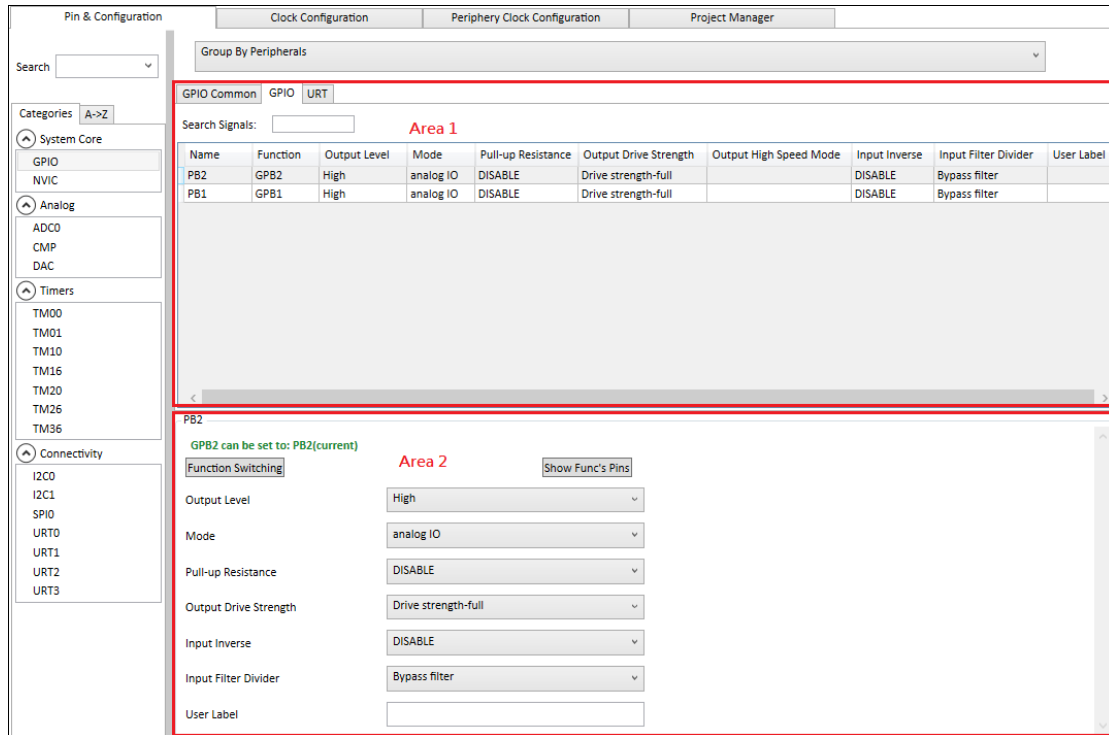 Pin & Configuration Clock Configuration Periphery Clock Configuration Project Manager
Group By Peripherals
Search
Categories A->Z
System Core
GPIO
NVIC
Analog
ADC0
CMP
DAC
Timers
TM00
TM01
TM10
TM16
TM20
TM26
TM36
Connectivity
I2C0
I2C1
SPI0
URT0
URT1
URT2
URT3
GPIO Common GPIO URT
Search Signals:
Area 1
Name Function Output Level Mode Pull-up Resistance Output Drive Strength Output High Speed Mode Input Inverse Input Filter Divider User Label
PB2 GPB2 High analog IO DISABLE Drive strength-full DISABLE Bypass filter
PB1 GPB1 High analog IO DISABLE Drive strength-full DISABLE Bypass filter
PB2
GPB2 can be set to: PB2(current)
Area 2
Function Switching Show Func's Pins
Output Level High
Mode analog IO
Pull-up Resistance DISABLE
Output Drive Strength Drive strength-full
Input Inverse DISABLE
Input Filter Divider Bypass filter
User Label